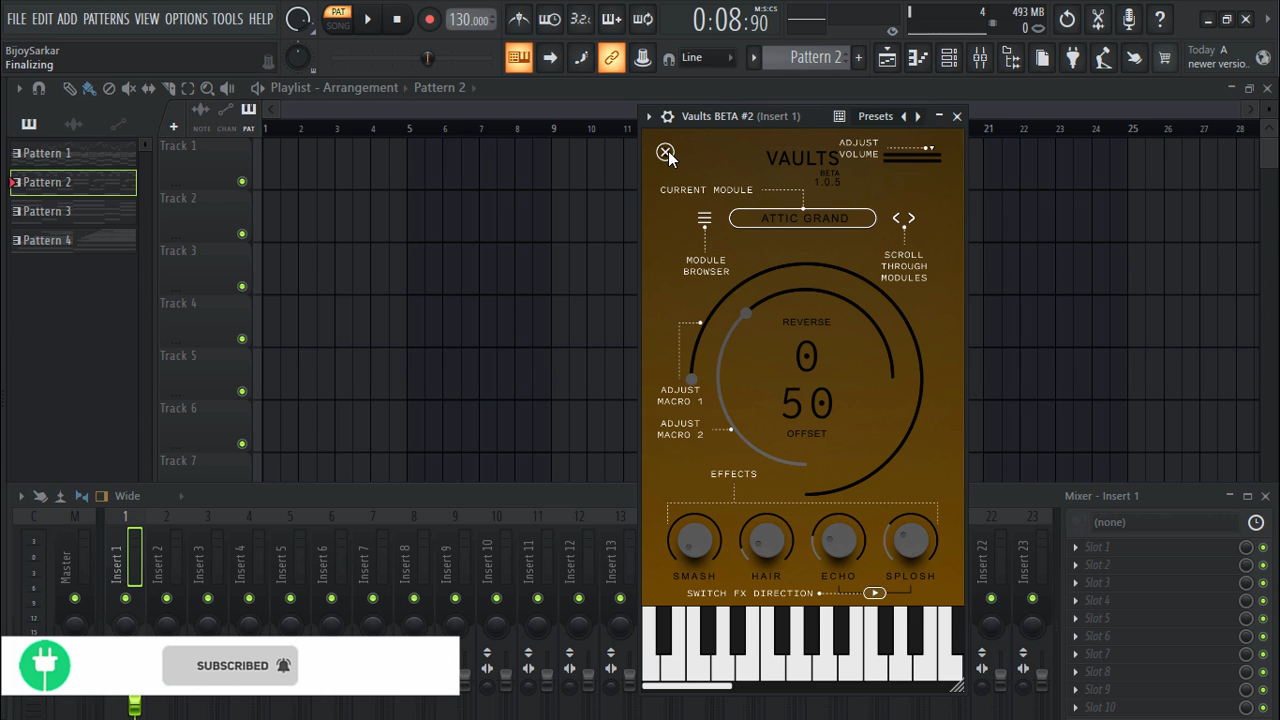 FILE EDIT ADD PATTERNS VIEW OPTIONS TOOLS HELP
PAT
SONG
130.000
3.2
0:08:90
M:S:CS
4
493 MB
0
BijoySarkar
Finalizing
Line
Pattern 2
Today A
newer versio..
Playlist - Arrangement
Pattern 2
NOTE CHAN PAT
1 2 3 4 5 6 7 8 9 10 11
21 22 23 24 25 26 27 28
Pattern 1
Pattern 2
Pattern 3
Pattern 4
Track 1
Track 2
Track 3
Track 4
Track 5
Track 6
Track 7
Vaults BETA #2 (Insert 1)
Presets
VAULTS
BETA
1.0.5
ADJUST
VOLUME
CURRENT MODULE
ATTIC GRAND
MODULE
BROWSER
SCROLL
THROUGH
MODULES
REVERSE
0
50
OFFSET
ADJUST
MACRO 1
ADJUST
MACRO 2
EFFECTS
SMASH HAIR ECHO SPLOSH
SWITCH FX DIRECTION
Wide
C M 1 2 3 4 5 6 7 8 9 10 11 12 13
22 23
Master
Insert 1
Insert 2
Insert 3
Insert 4
Insert 5
Insert 6
Insert 7
Insert 8
Insert 9
Insert 10
Insert 11
Insert 12
Insert 13
Insert 22
Insert 23
3
0
3
6
9
12
15
Mixer - Insert 1
(none)
Slot 1
Slot 2
Slot 3
Slot 4
Slot 5
Slot 6
Slot 7
Slot 8
Slot 9
Slot 10
SUBSCRIBED